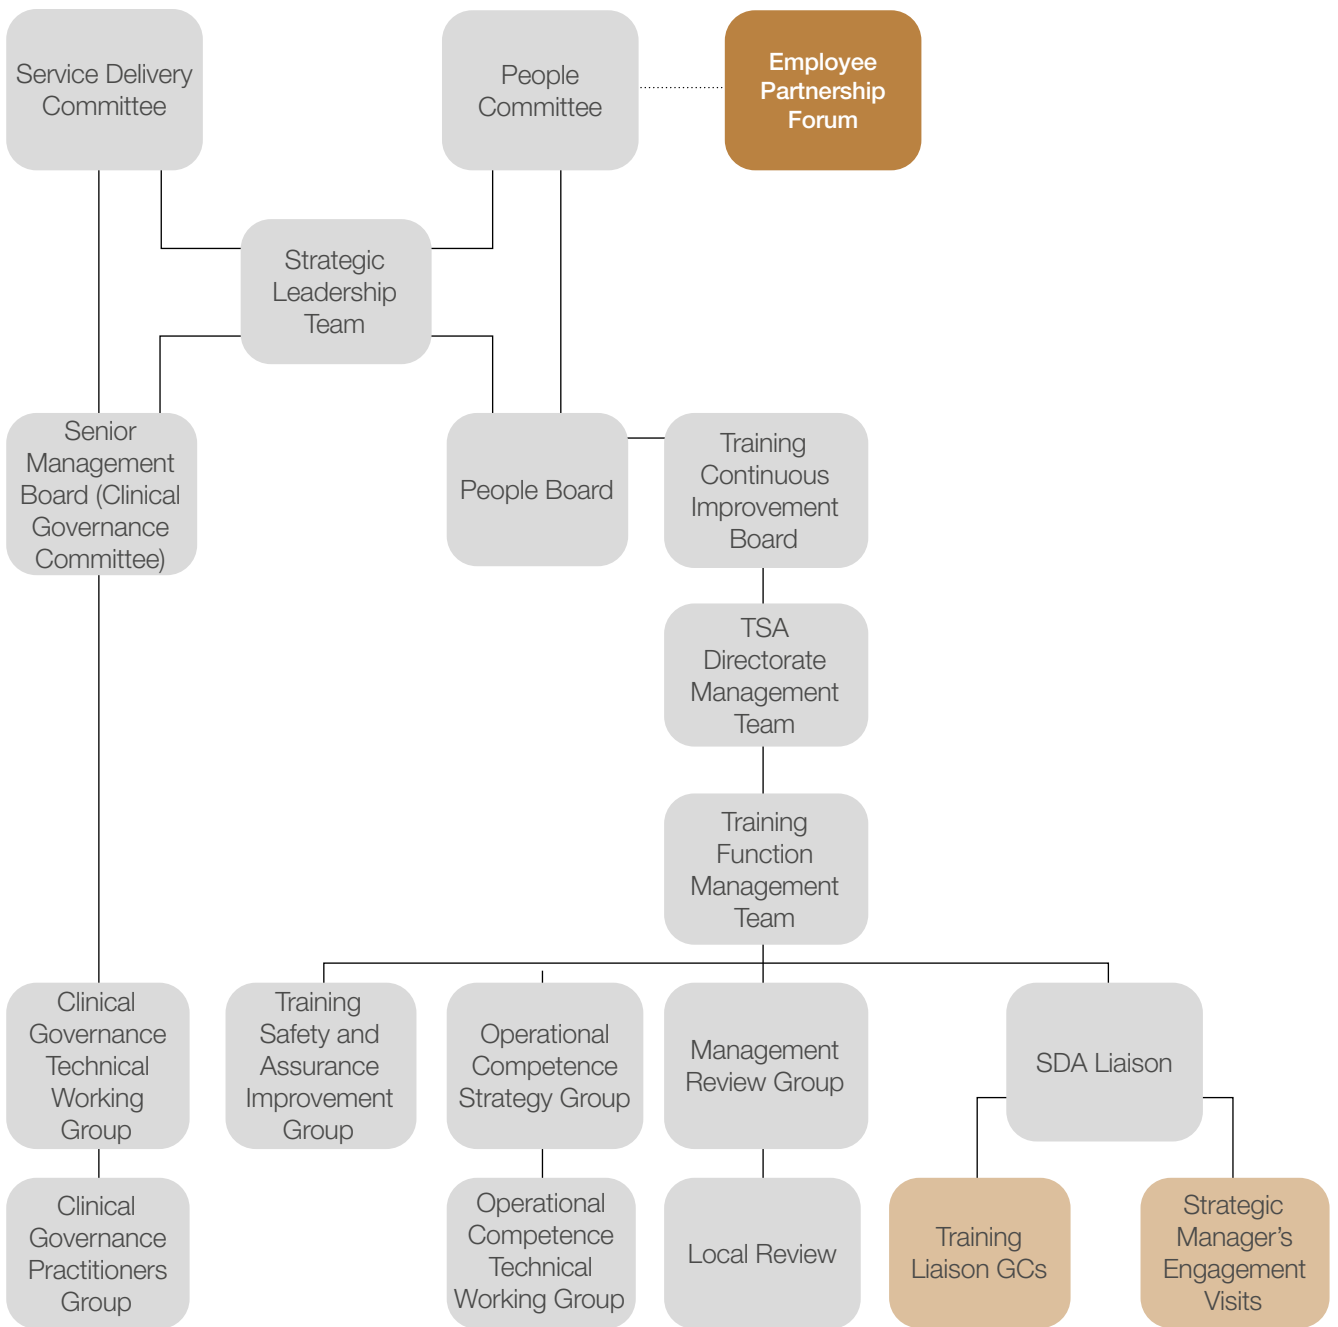 Service Delivery
Committee
People
Committee
Employee
Partnership
Forum
Strategic
Leadership
Team
Senior
Management
Board (Clinical
Governance
Committee)
People Board
Training
Continuous
Improvement
Board
TSA
Directorate
Management
Team
Training
Function
Management
Team
Clinical
Governance
Technical
Working
Group
Training
Safety and
Assurance
Improvement
Group
Operational
Competence
Strategy Group
Management
Review Group
SDA Liaison
Clinical
Governance
Practitioners
Group
Operational
Competence
Technical
Working Group
Local Review
Training
Liaison GCs
Strategic
Manager’s
Engagement
Visits